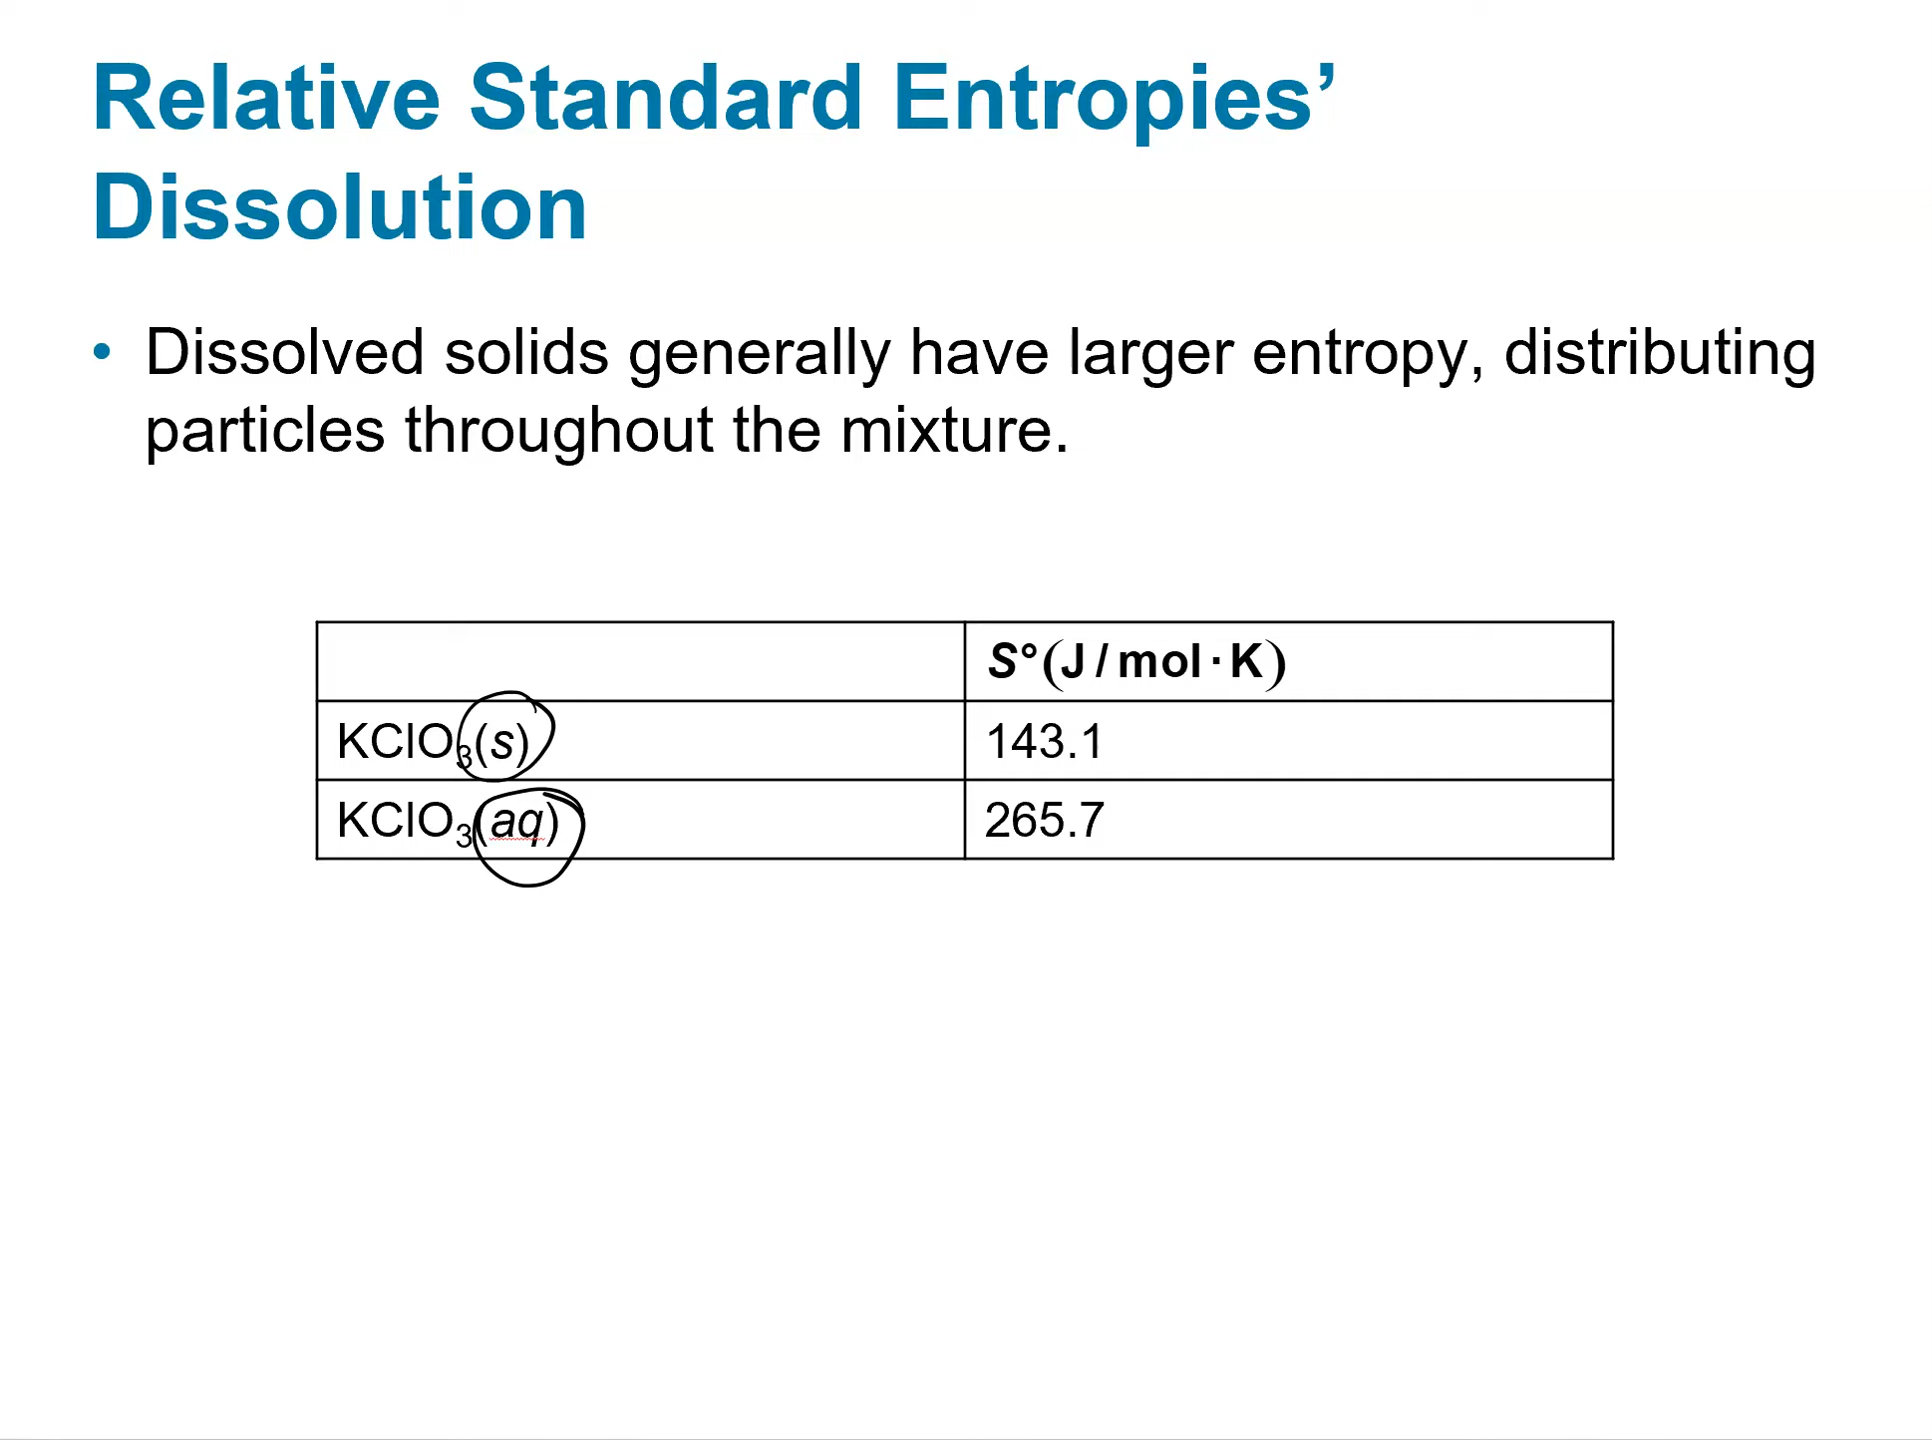 Relative Standard Entropies’
Dissolution
• Dissolved solids generally have larger entropy, distributing
particles throughout the mixture.
S°(J / mol · K)
KClO₃(s) 143.1
KClO₃(aq) 265.7